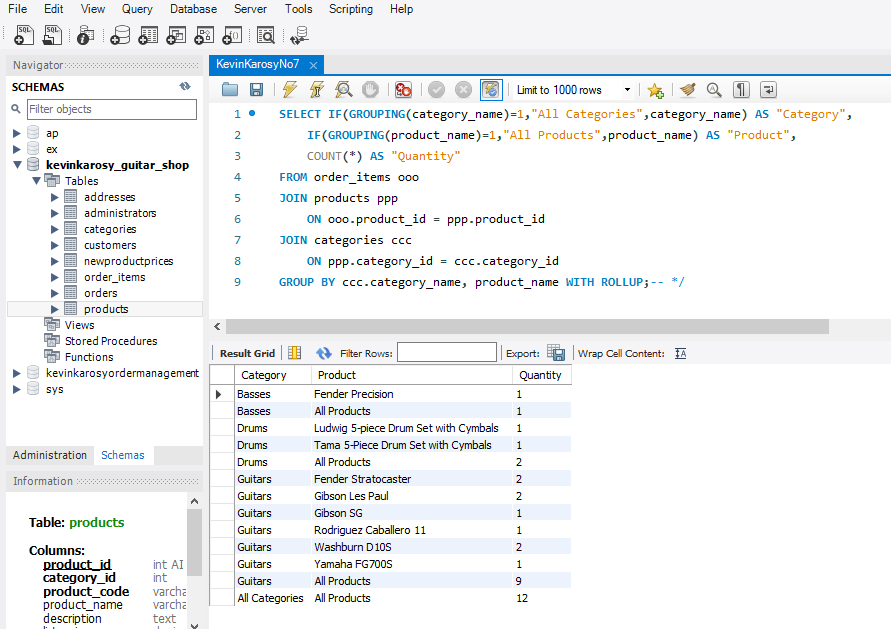 File Edit View Query Database Server Tools Scripting Help
Navigator
KevinKarosyNo7
SCHEMAS
Filter objects
ap
ex
kevinkarosy_guitar_shop
Tables
addresses
administrators
categories
customers
newproductprices
order_items
orders
products
Views
Stored Procedures
Functions
kevinkarosyordermanagement
sys
Administration Schemas
Information
Table: products
Columns:
product_id int AI
category_id int
product_code varcha
product_name varcha
description text
Limit to 1000 rows
1 SELECT IF(GROUPING(category_name)=1,"All Categories",category_name) AS "Category",
2 IF(GROUPING(product_name)=1,"All Products",product_name) AS "Product",
3 COUNT(*) AS "Quantity"
4 FROM order_items ooo
5 JOIN products ppp
6 ON ooo.product_id = ppp.product_id
7 JOIN categories ccc
8 ON ppp.category_id = ccc.category_id
9 GROUP BY ccc.category_name, product_name WITH ROLLUP;-- */
Result Grid Filter Rows: Export: Wrap Cell Content:
Category Product Quantity
Basses Fender Precision 1
Basses All Products 1
Drums Ludwig 5-piece Drum Set with Cymbals 1
Drums Tama 5-Piece Drum Set with Cymbals 1
Drums All Products 2
Guitars Fender Stratocaster 2
Guitars Gibson Les Paul 2
Guitars Gibson SG 1
Guitars Rodriguez Caballero 11 1
Guitars Washburn D10S 2
Guitars Yamaha FG700S 1
Guitars All Products 9
All Categories All Products 12